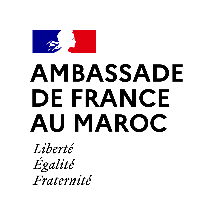 AMBASSADE
DE FRANCE
AU MAROC
Liberté
Égalité
Fraternité